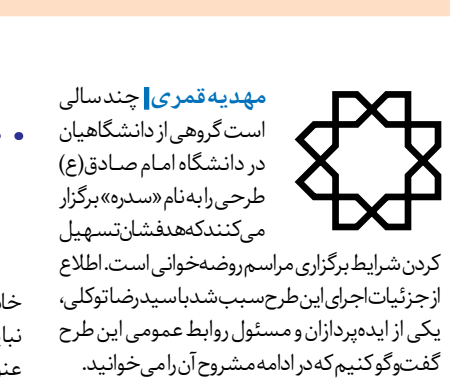 مهدیه قمری| چند سالی
است گروهی از دانشگاهیان
در دانشگاه امام صادق(ع)
طرحی را به نام «سدره» برگزار
می‌کنند که هدفشان تسهیل
کردن شرایط برگزاری مراسم روضه‌خوانی است. اطلاع
از جزئیات اجرای این طرح سبب شد با سیدرضا توکلی،
یکی از ایده‌پردازان و مسئول روابط عمومی این طرح
گفت‌وگو کنیم که در ادامه مشروح آن را می‌خوانید.